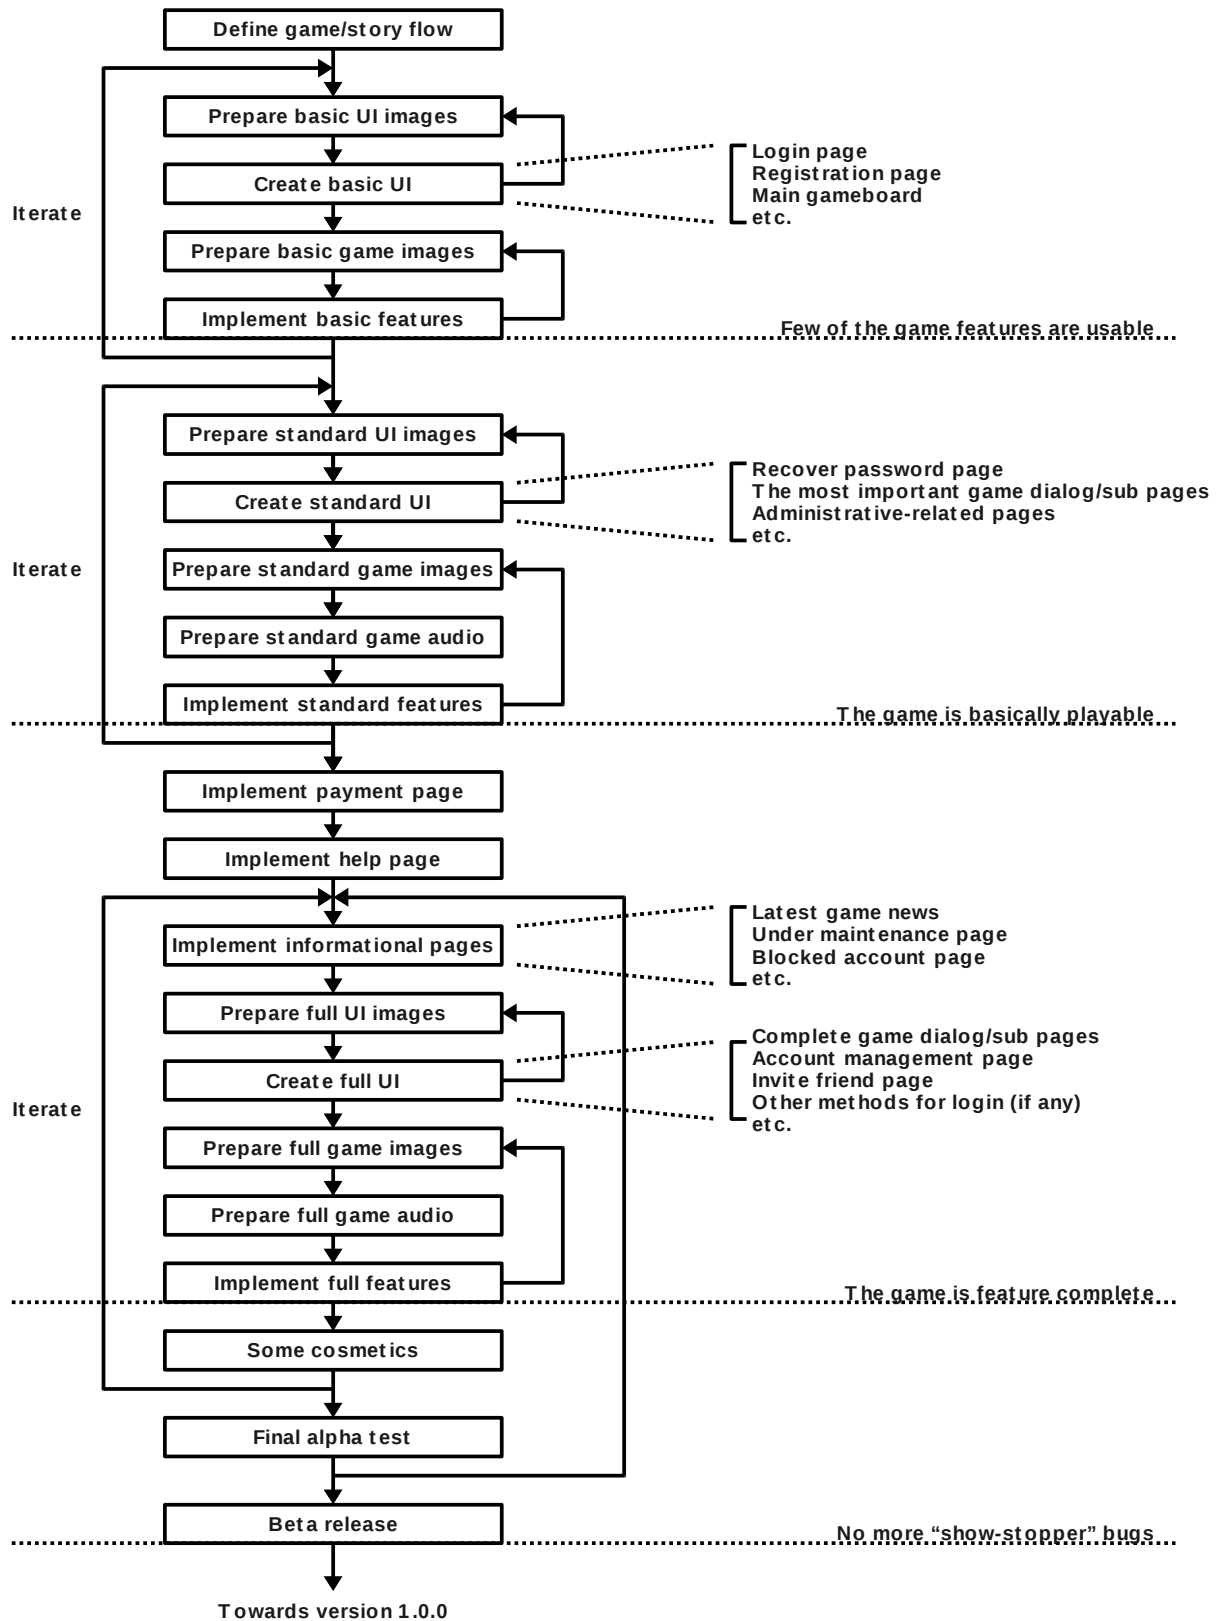 Define game/story flow
Prepare basic UI images
Login page
Registration page
Create basic UI
Main gameboard
etc.
Iterate
Prepare basic game images
Implement basic features
Few of the game features are usable
Prepare standard UI images
Recover password page
The most important game dialog/sub pages
Create standard UI
Administrative-related pages
etc.
Iterate
Prepare standard game images
Prepare standard game audio
Implement standard features
The game is basically playable
Implement payment page
Implement help page
Latest game news
Under maintenance page
Implement informational pages
Blocked account page
etc.
Prepare full UI images
Complete game dialog/sub pages
Account management page
Create full UI
Invite friend page
Other methods for login (if any)
etc.
Iterate
Prepare full game images
Prepare full game audio
Implement full features
The game is feature complete
Some cosmetics
Final alpha test
Beta release
No more “show-stopper” bugs
Towards version 1.0.0